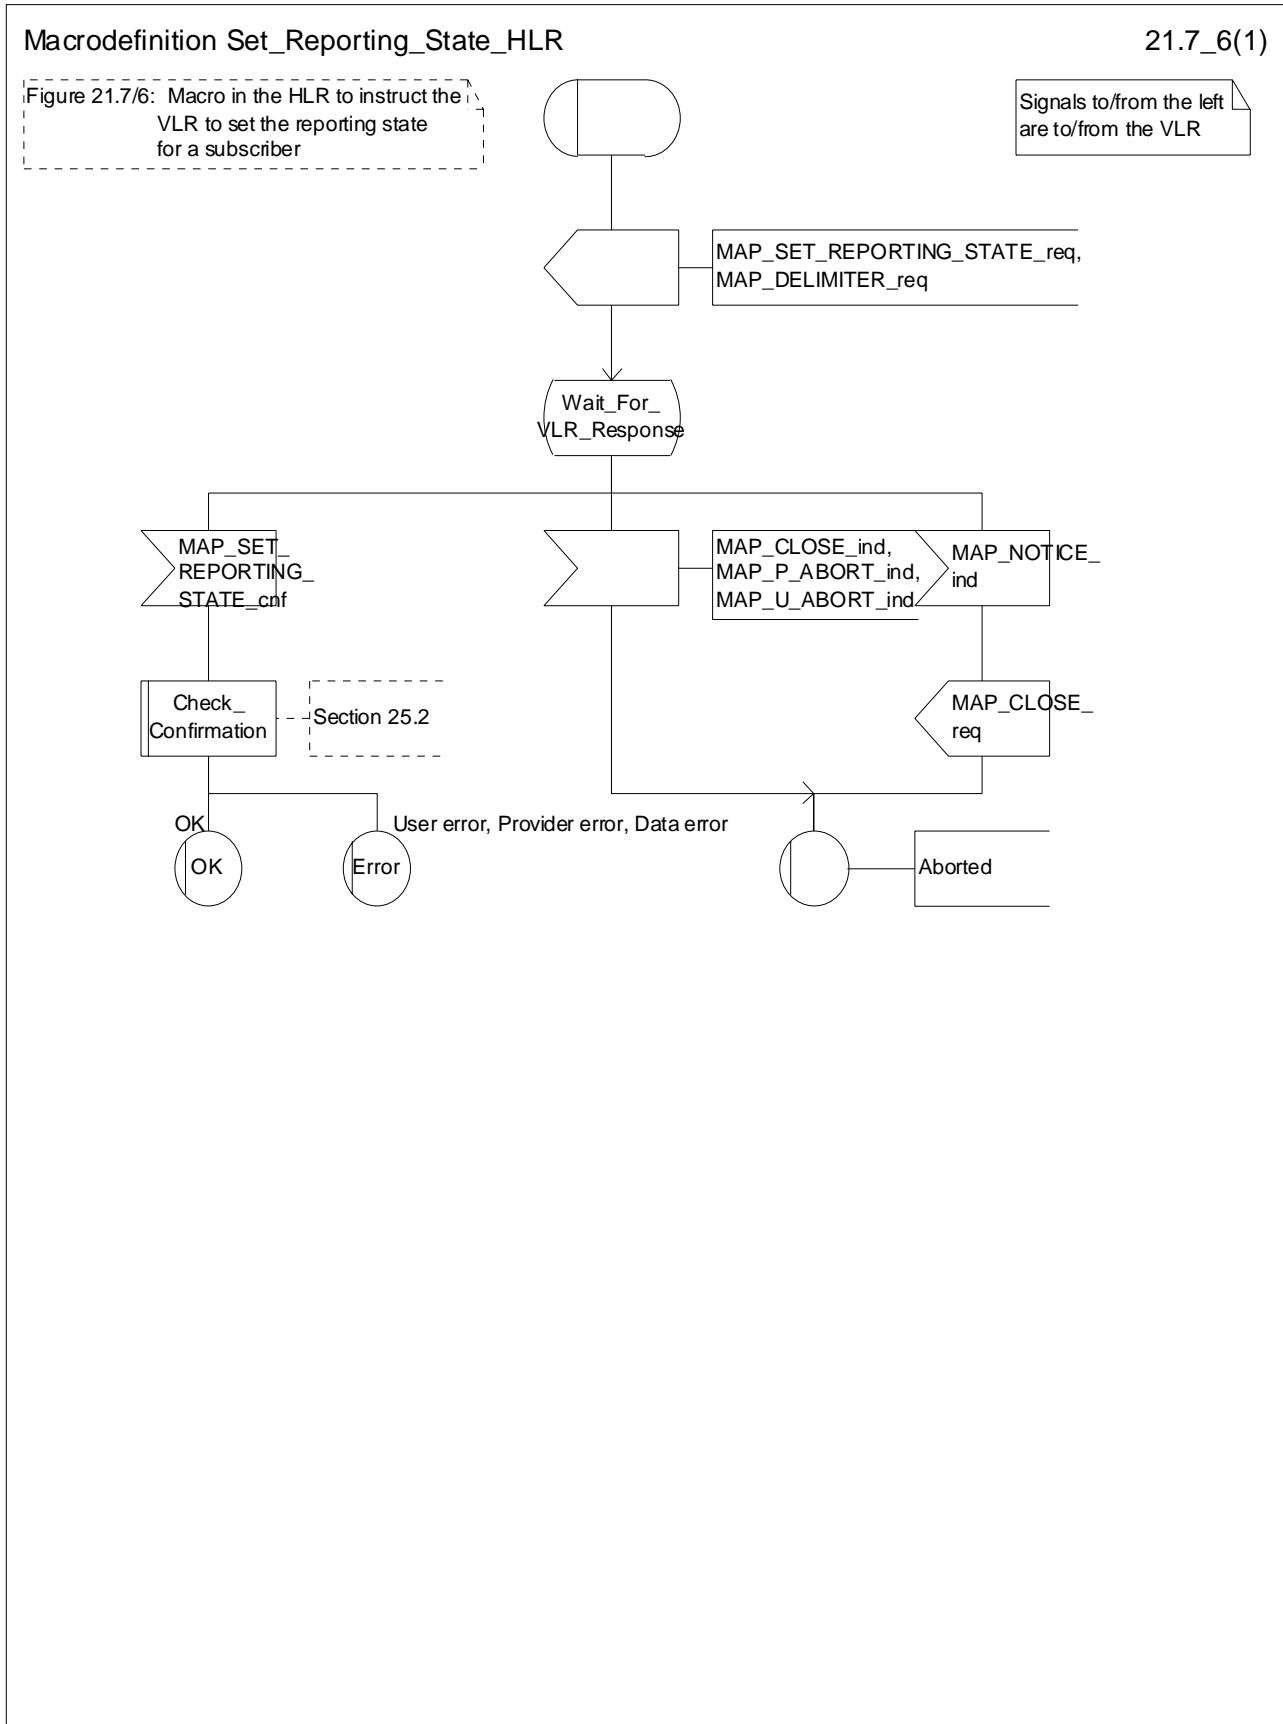 Macrodefinition Set_Reporting_State_HLR
21.7_6(1)
Figure 21.7/6: Macro in the HLR to instruct the
VLR to set the reporting state
for a subscriber
Signals to/from the left
are to/from the VLR
MAP_SET_REPORTING_STATE_req,
MAP_DELIMITER_req
Wait_For_
VLR_Response
MAP_SET_
REPORTING_
STATE_cnf
MAP_CLOSE_ind,
MAP_P_ABORT_ind,
MAP_U_ABORT_ind
MAP_NOTICE_
ind
Check_
Confirmation
Section 25.2
MAP_CLOSE_
req
OK
User error, Provider error, Data error
OK
Error
Aborted